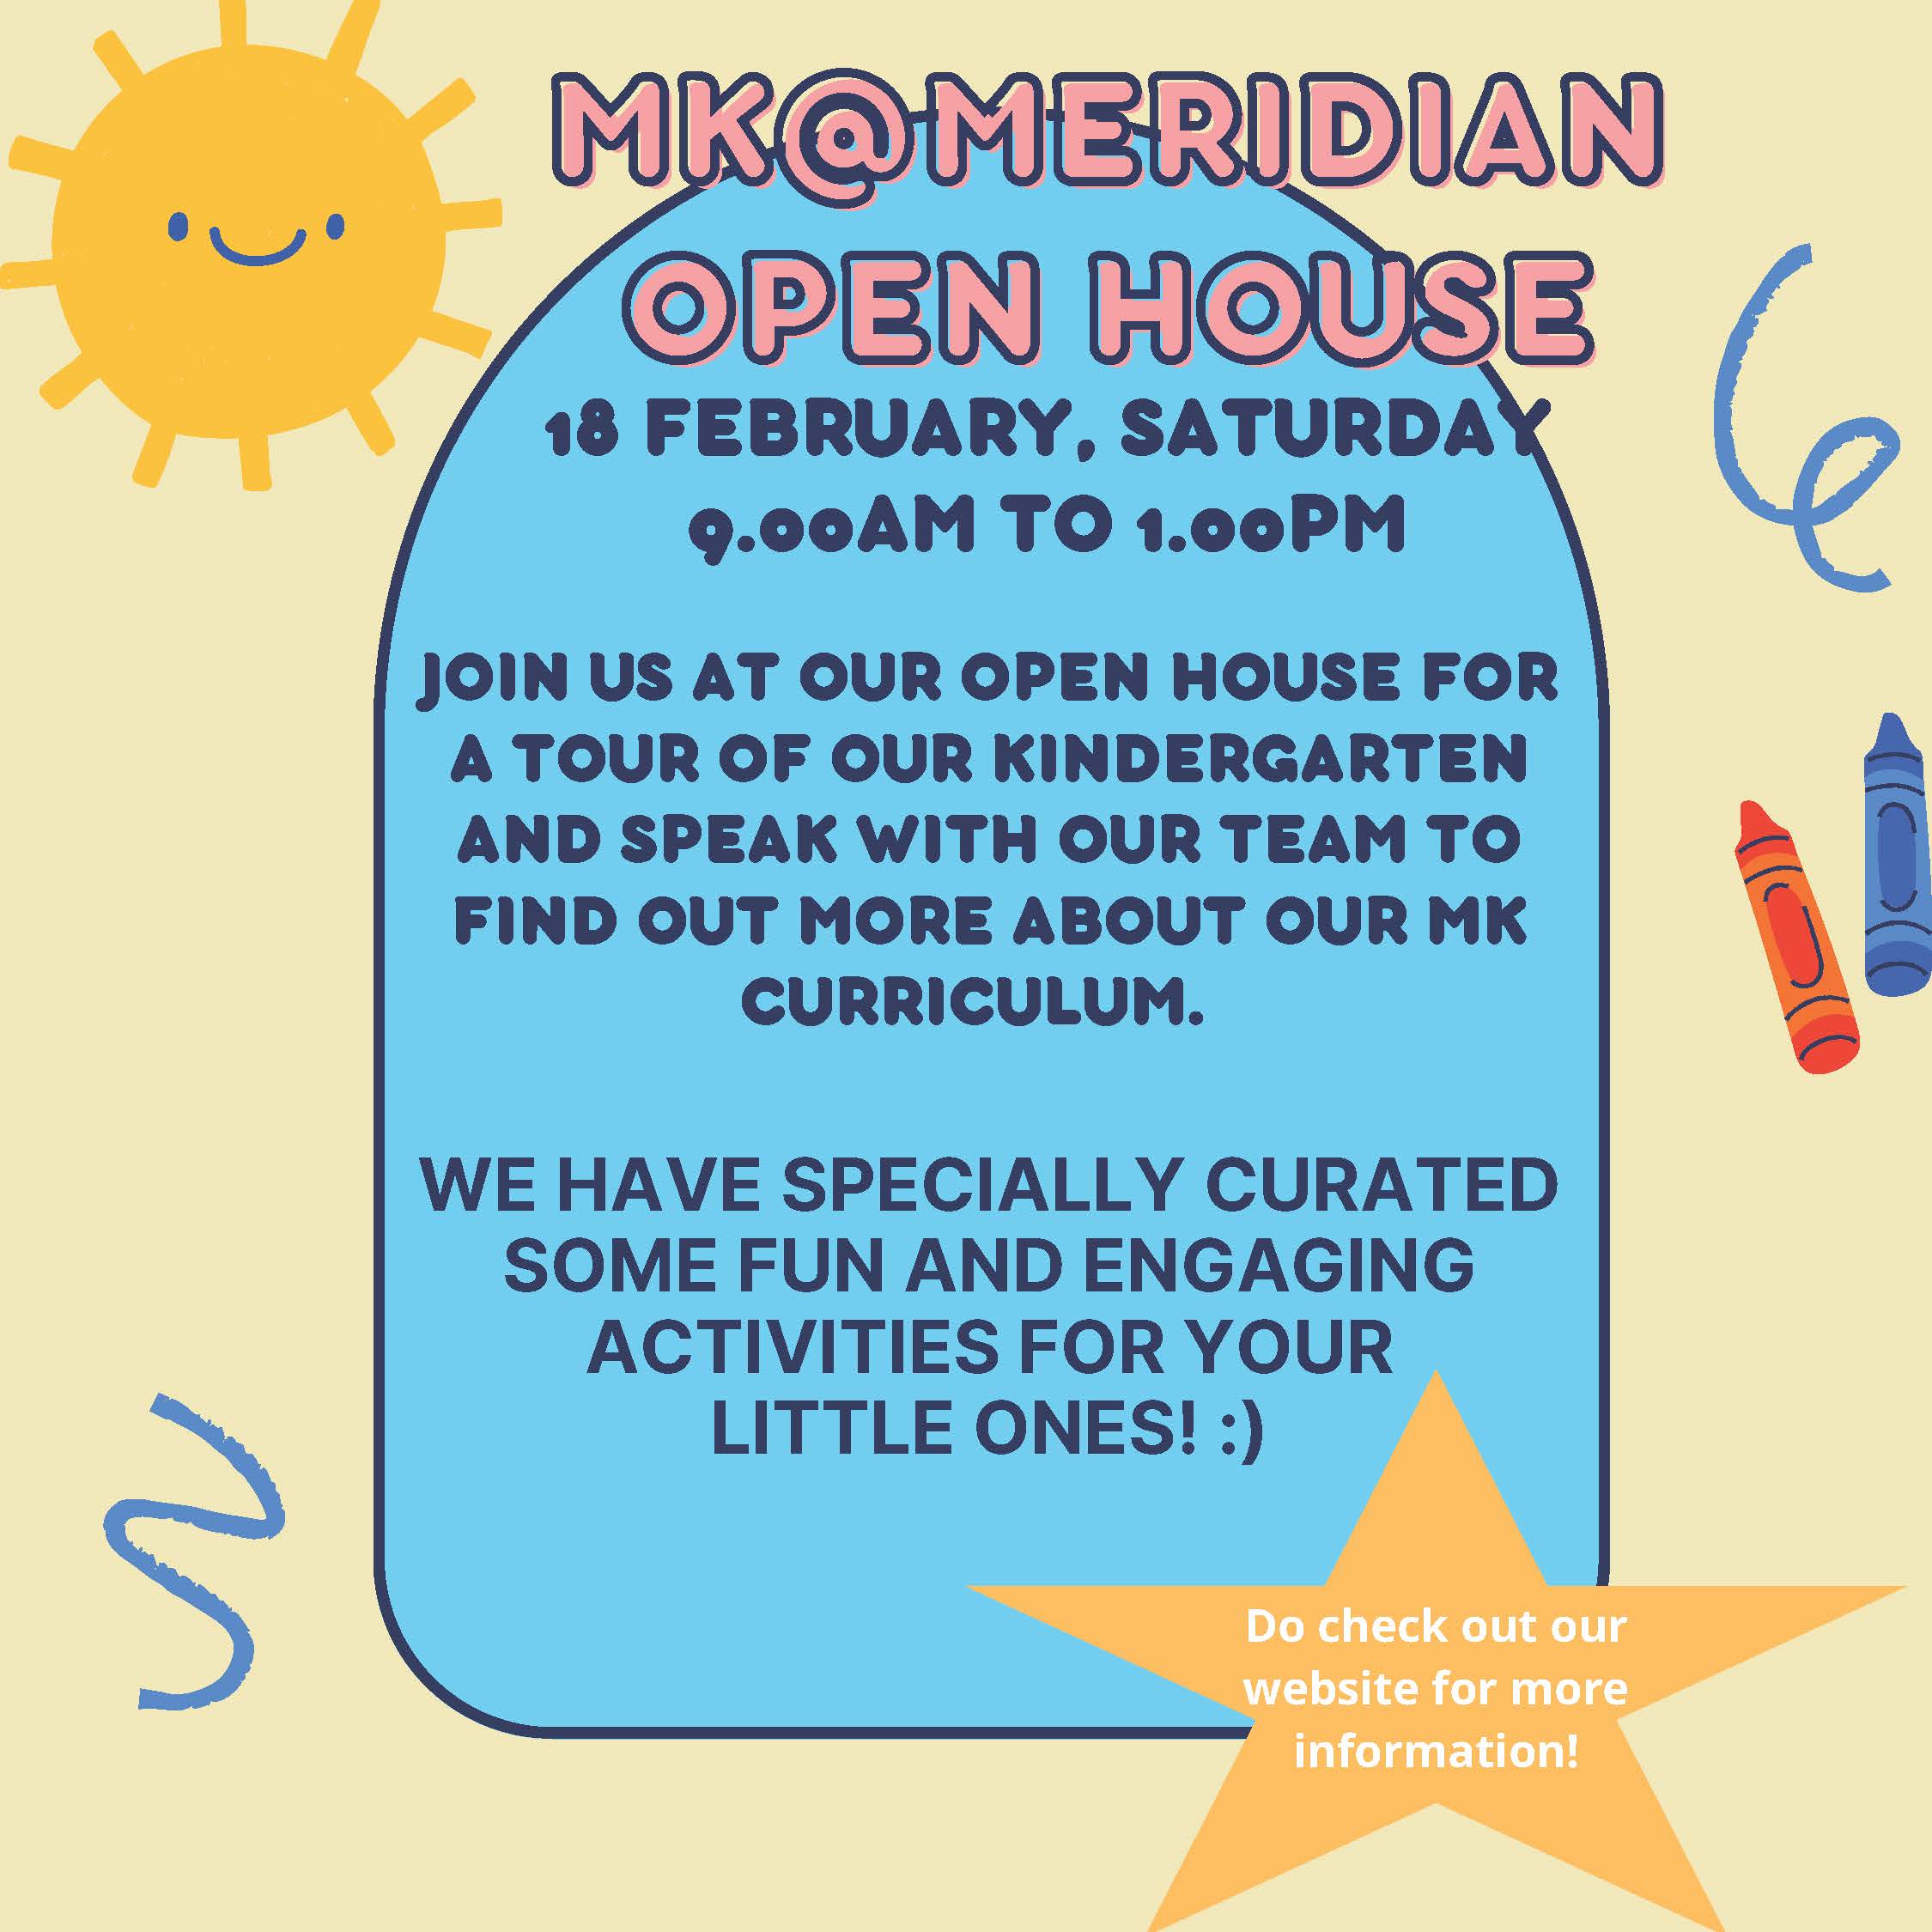 MK@MERIDIAN
OPEN HOUSE
18 FEBRUARY, SATURDAY
9.00AM TO 1.00PM
JOIN US AT OUR OPEN HOUSE FOR
A TOUR OF OUR KINDERGARTEN
AND SPEAK WITH OUR TEAM TO
FIND OUT MORE ABOUT OUR MK
CURRICULUM.
WE HAVE SPECIALLY CURATED
SOME FUN AND ENGAGING
ACTIVITIES FOR YOUR
LITTLE ONES! :)
Do check out our
website for more
information!